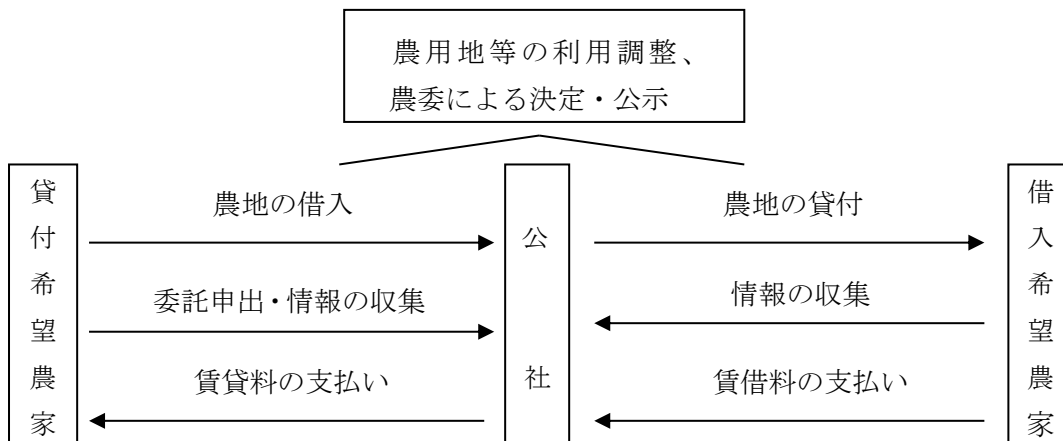 農用地等の利用調整、
農委による決定・公示
貸付希望農家
農地の借入
委託申出・情報の収集
賃貸料の支払い
公社
農地の貸付
情報の収集
賃借料の支払い
借入希望農家